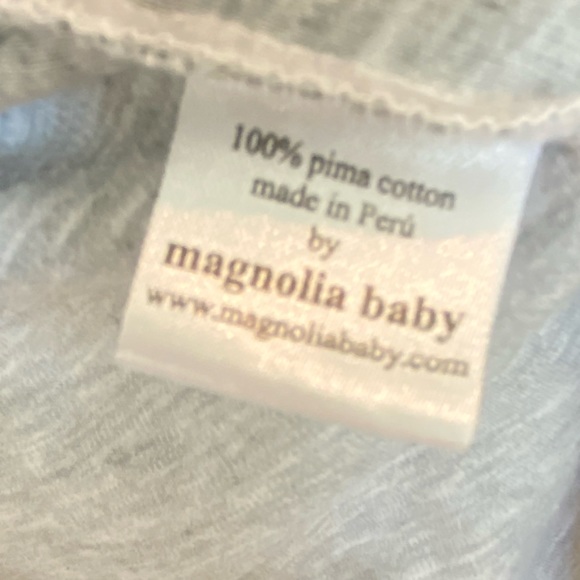 100% pima cotton
made in Perú
by
magnolia baby
www.magnoliababy.com